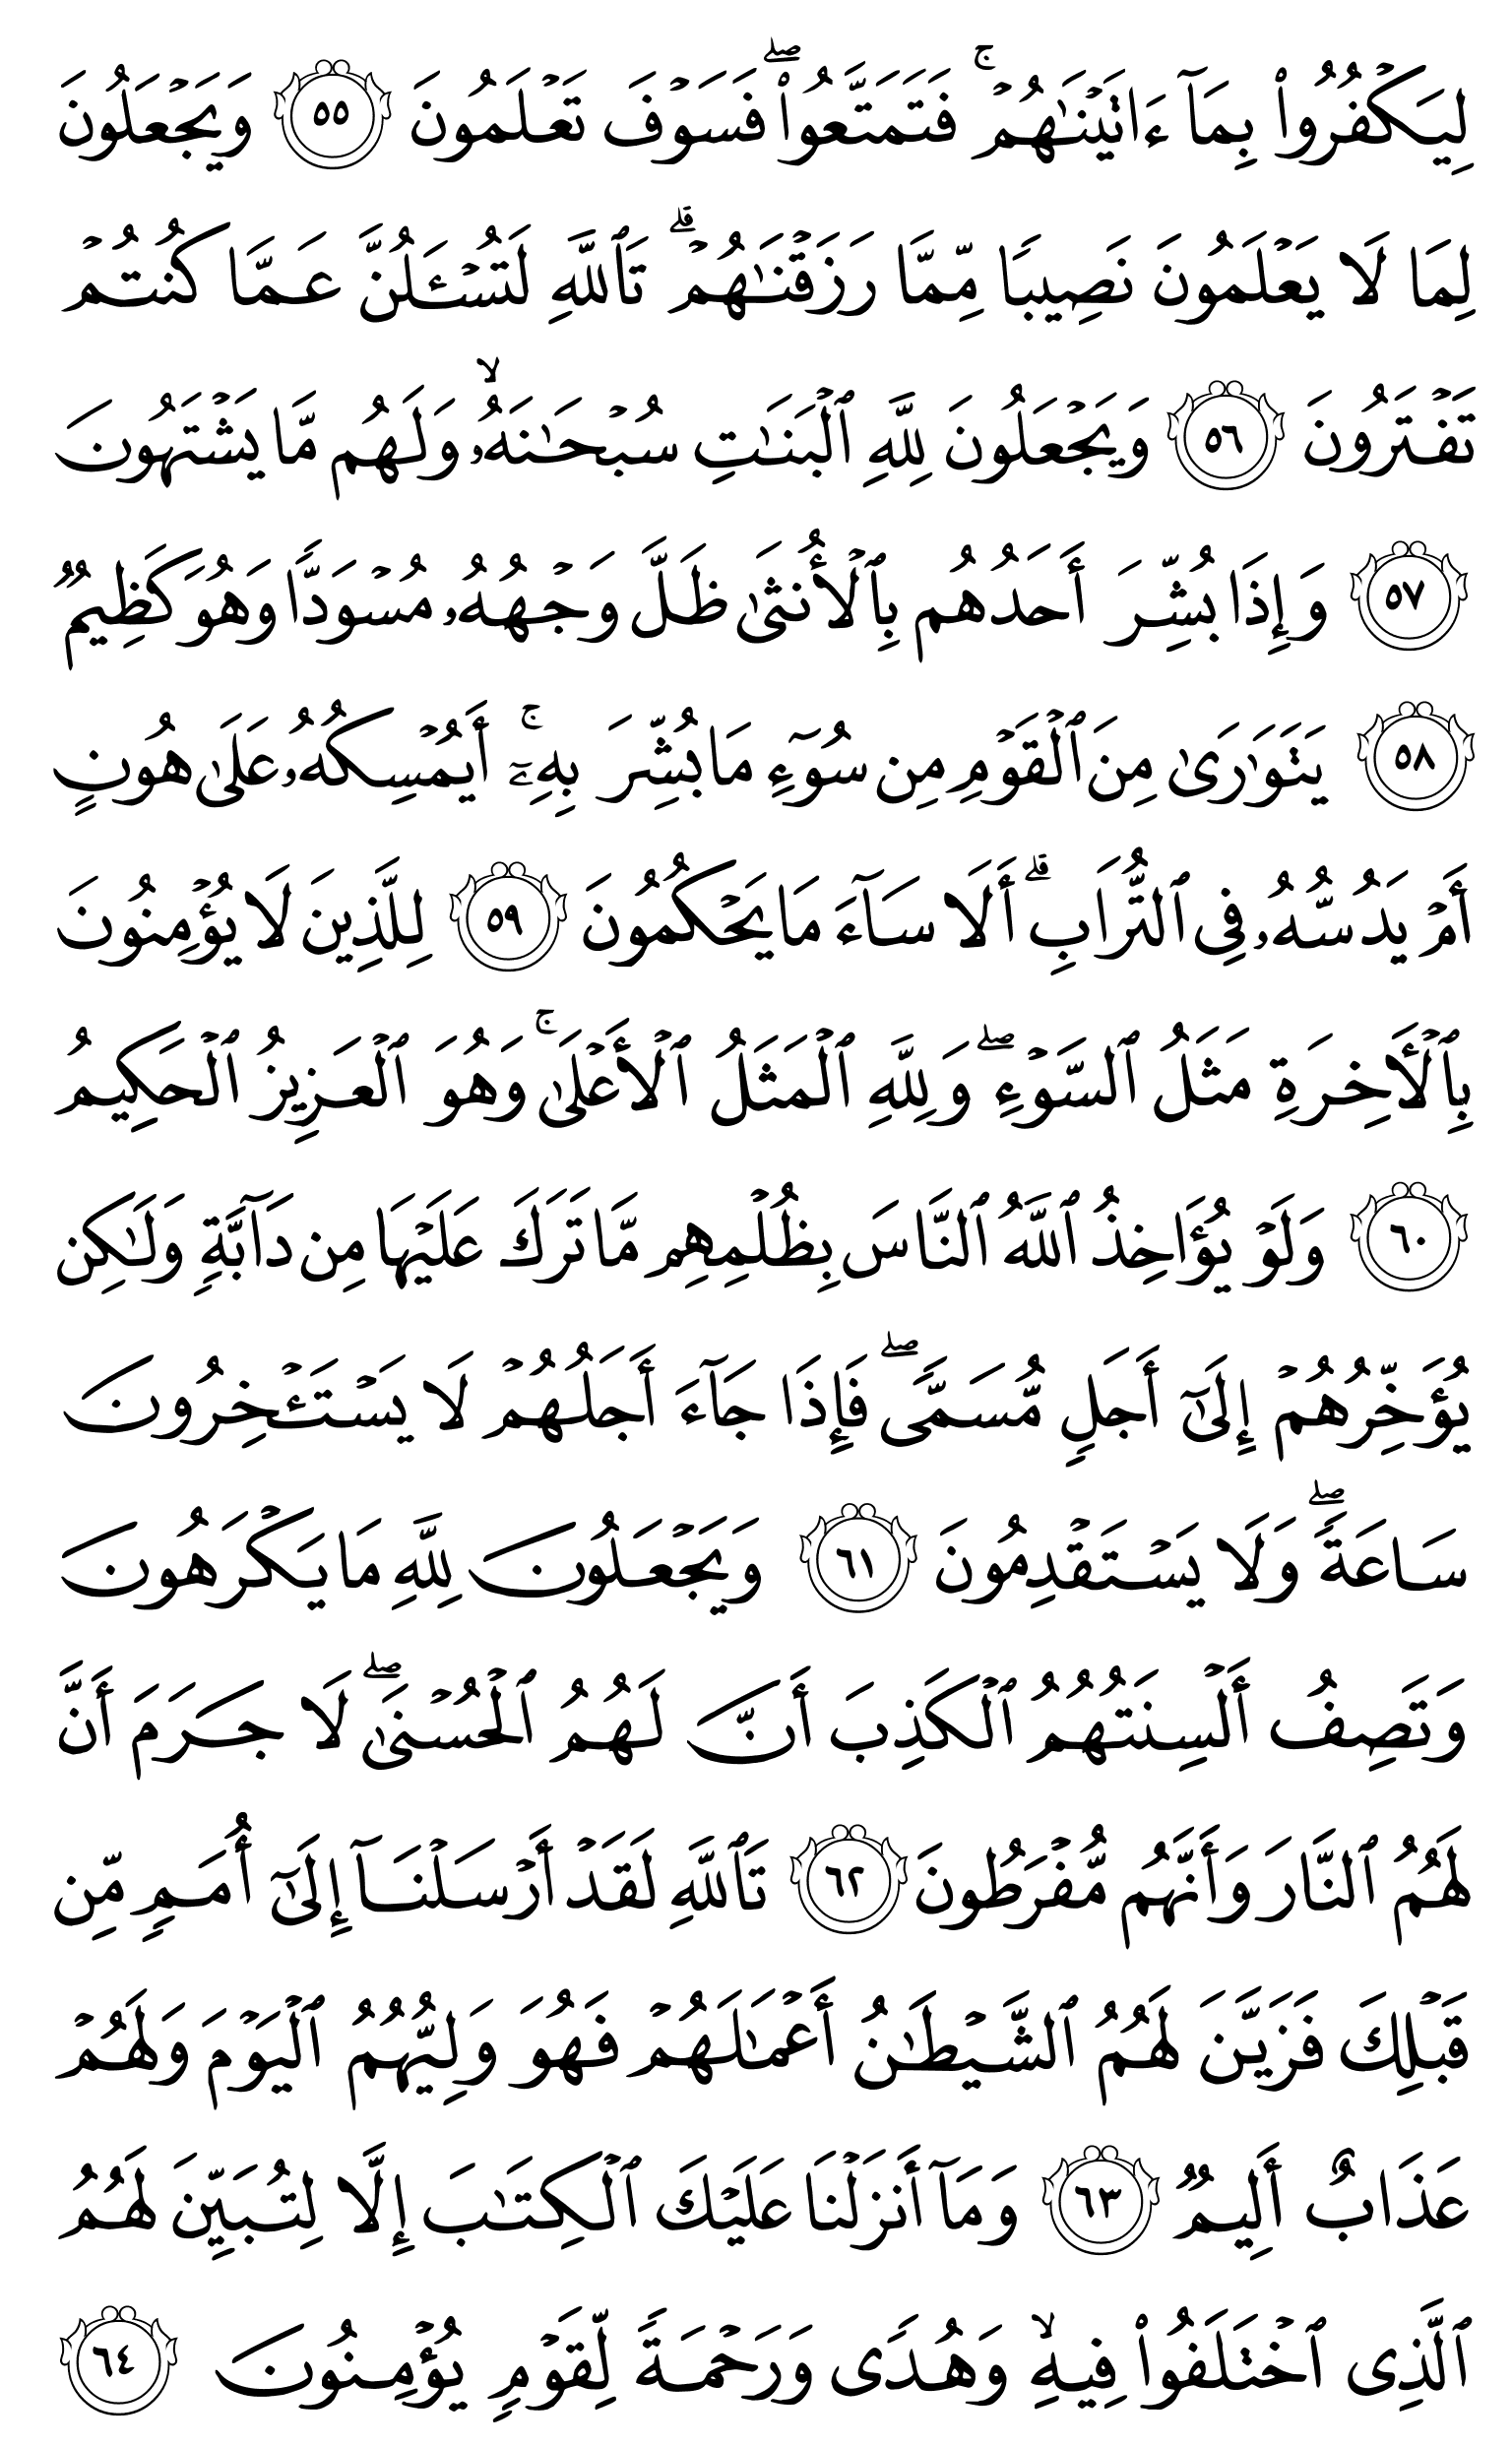 لِيَكۡفُرُواْ بِمَآ ءَاتَيۡنَٰهُمۡۚ فَتَمَتَّعُواْۖ فَسَوۡفَ تَعۡلَمُونَ ٥٥ وَيَجۡعَلُونَ
لِمَا لَا يَعۡلَمُونَ نَصِيبٗا مِّمَّا رَزَقۡنَٰهُمۡۗ تَٱللَّهِ لَتُسۡـَٔلُنَّ عَمَّا كُنتُمۡ
تَفۡتَرُونَ ٥٦ وَيَجۡعَلُونَ لِلَّهِ ٱلۡبَنَٰتِ سُبۡحَٰنَهُۥۙ وَلَهُم مَّا يَشۡتَهُونَ
٥٧ وَإِذَا بُشِّرَ أَحَدُهُم بِٱلۡأُنثَىٰ ظَلَّ وَجۡهُهُۥ مُسۡوَدّٗا وَهُوَ كَظِيمٞ
٥٨ يَتَوَٰرَىٰ مِنَ ٱلۡقَوۡمِ مِن سُوٓءِ مَا بُشِّرَ بِهِۦٓۚ أَيُمۡسِكُهُۥ عَلَىٰ هُونٍ
أَمۡ يَدُسُّهُۥ فِي ٱلتُّرَابِۗ أَلَا سَآءَ مَا يَحۡكُمُونَ ٥٩ لِلَّذِينَ لَا يُؤۡمِنُونَ
بِٱلۡأٓخِرَةِ مَثَلُ ٱلسَّوۡءِۖ وَلِلَّهِ ٱلۡمَثَلُ ٱلۡأَعۡلَىٰۚ وَهُوَ ٱلۡعَزِيزُ ٱلۡحَكِيمُ
٦٠ وَلَوۡ يُؤَاخِذُ ٱللَّهُ ٱلنَّاسَ بِظُلۡمِهِم مَّا تَرَكَ عَلَيۡهَا مِن دَآبَّةٖ وَلَٰكِن
يُؤَخِّرُهُمۡ إِلَىٰٓ أَجَلٖ مُّسَمّٗىۖ فَإِذَا جَآءَ أَجَلُهُمۡ لَا يَسۡتَـٔۡخِرُونَ
سَاعَةٗۖ وَلَا يَسۡتَقۡدِمُونَ ٦١ وَيَجۡعَلُونَ لِلَّهِ مَا يَكۡرَهُونَ
وَتَصِفُ أَلۡسِنَتُهُمُ ٱلۡكَذِبَ أَنَّ لَهُمُ ٱلۡحُسۡنَىٰۖ لَا جَرَمَ أَنَّ
لَهُمُ ٱلنَّارَ وَأَنَّهُم مُّفۡرَطُونَ ٦٢ تَٱللَّهِ لَقَدۡ أَرۡسَلۡنَآ إِلَىٰٓ أُمَمٖ مِّن
قَبۡلِكَ فَزَيَّنَ لَهُمُ ٱلشَّيۡطَٰنُ أَعۡمَٰلَهُمۡ فَهُوَ وَلِيُّهُمُ ٱلۡيَوۡمَ وَلَهُمۡ
عَذَابٌ أَلِيمٞ ٦٣ وَمَآ أَنزَلۡنَا عَلَيۡكَ ٱلۡكِتَٰبَ إِلَّا لِتُبَيِّنَ لَهُمُ
ٱلَّذِي ٱخۡتَلَفُواْ فِيهِۙ وَهُدٗى وَرَحۡمَةٗ لِّقَوۡمٖ يُؤۡمِنُونَ ٦٤